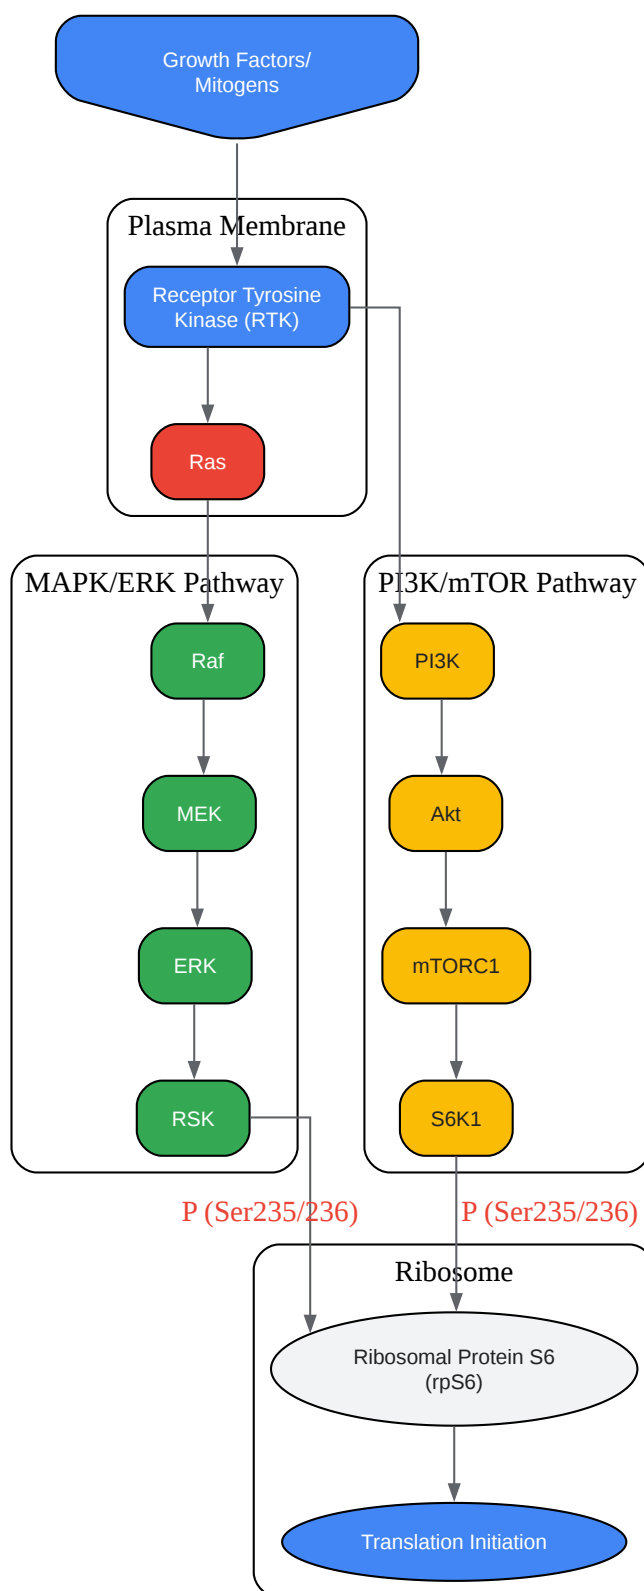 Growth Factors/
Mitogens
Plasma Membrane
Receptor Tyrosine
Kinase (RTK)
Ras
MAPK/ERK Pathway
PI3K/mTOR Pathway
Raf
PI3K
MEK
Akt
ERK
mTORC1
RSK
S6K1
P (Ser235/236)
P (Ser235/236)
Ribosome
Ribosomal Protein S6
(rpS6)
Translation Initiation